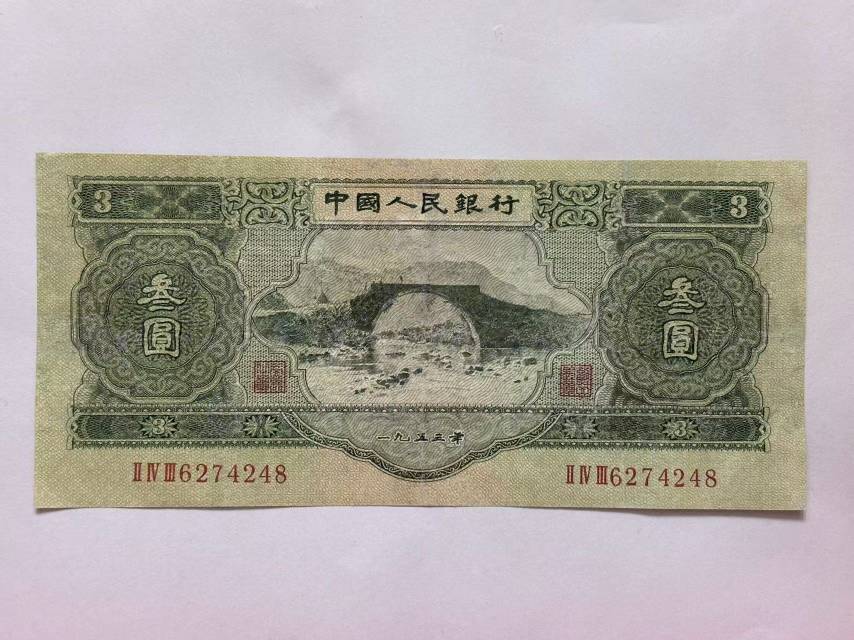 3 中國人民銀行 3
叁圓 叁圓
3 一九五三年 3
ⅡⅣⅢ6274248 ⅡⅣⅢ6274248